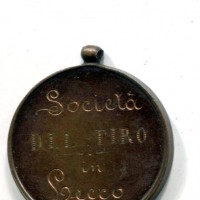 Società
DEL TIRO
in
Lecco